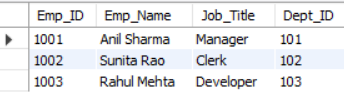 Emp_ID Emp_Name Job_Title Dept_ID
1001 Anil Sharma Manager 101
1002 Sunita Rao Clerk 102
1003 Rahul Mehta Developer 103